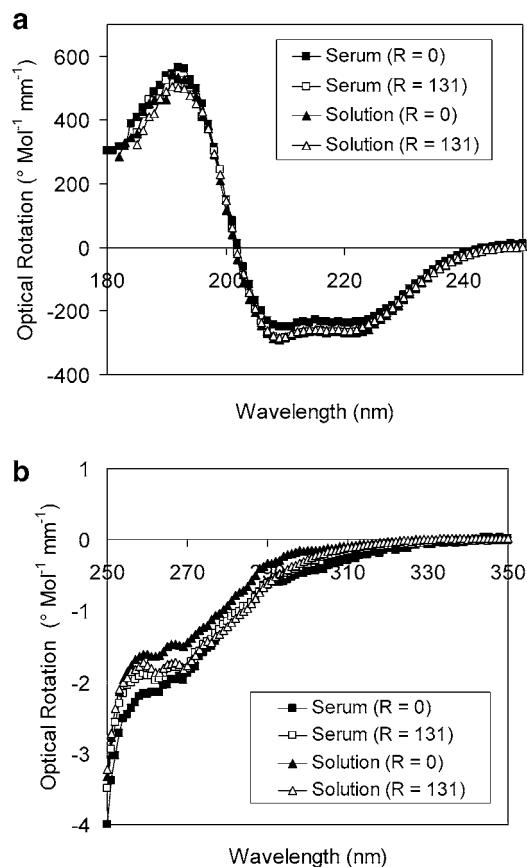 a
600
400
200
0
-200
-400
180
200
220
240
Optical Rotation (° Mol⁻¹ mm⁻¹)
Wavelength (nm)
Serum (R = 0)
Serum (R = 131)
Solution (R = 0)
Solution (R = 131)
b
1
0
-1
-2
-3
-4
250
270
290
310
330
350
Optical Rotation (° Mol⁻¹ mm⁻¹)
Wavelength (nm)
Serum (R = 0)
Serum (R = 131)
Solution (R = 0)
Solution (R = 131)